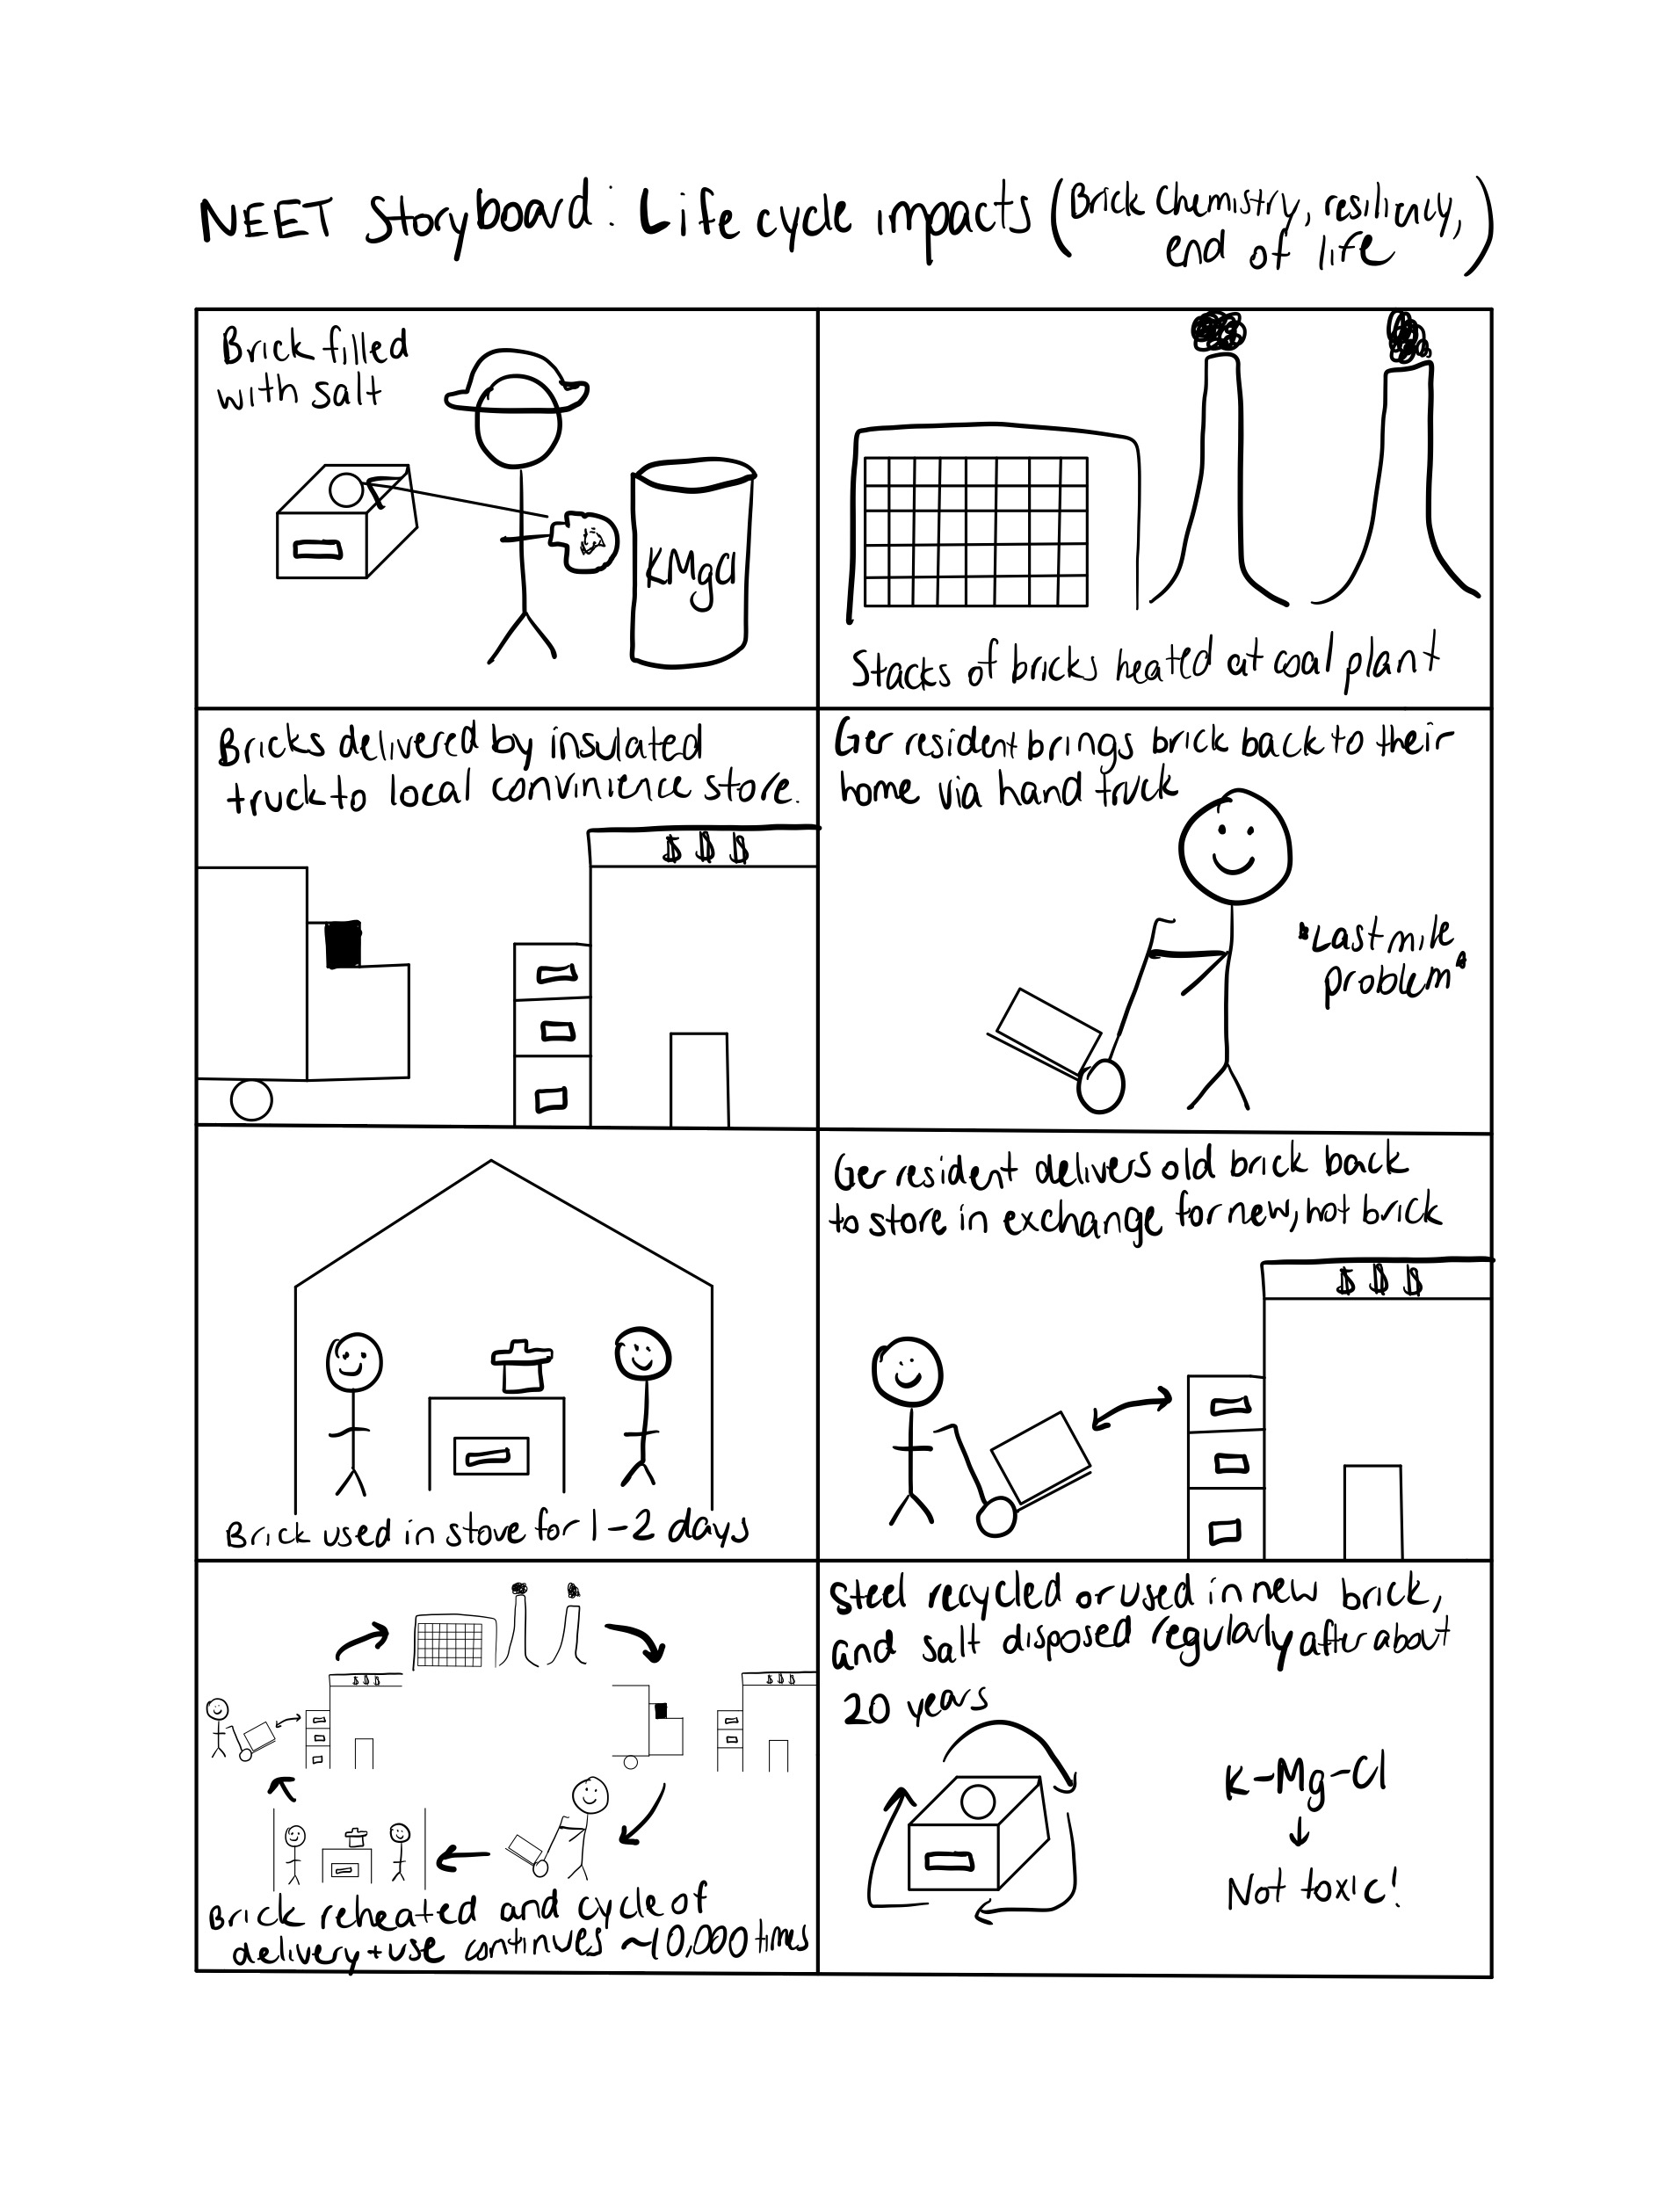 NEET Storyboard: Life cycle impacts (Brick Chemistry, resiliency,
end of life)
Brick filled
with salt
KMgCl
Stacks of bricks heated at coal plant
Bricks delivered by insulated
truck to local convinience store.
$ $ $
Ger resident brings brick back to their
home via hand truck
"Last mile
problem"
Brick used in stove for 1-2 days
Ger resident delivers old brick back
to store in exchange for new, hot brick
$ $ $
$ $ $
$ $ $
Brick reheated and cycle of
delivery + use continues ~10,000 times
Steel recycled or used in new brick,
and salt disposed regularly after about
20 years
K-Mg-Cl
↓
Not toxic!